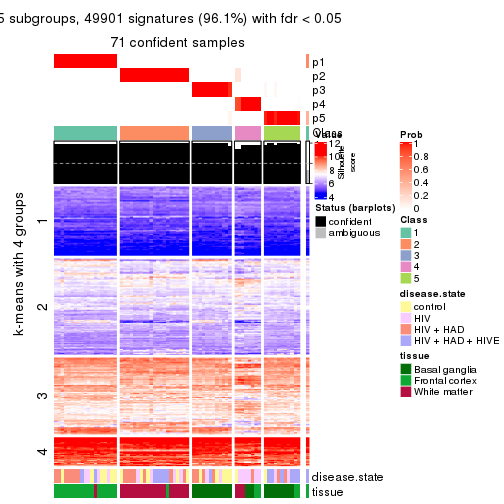 5 subgroups, 49901 signatures (96.1%) with fdr < 0.05
71 confident samples
p1
p2
p3
p4
p5
Class
Value
12
10
8
6
4
Silhouette
score
Prob
1
0.8
0.6
0.4
0.2
0
Status (barplots)
confident
ambiguous
Class
1
2
3
4
5
disease.state
control
HIV
HIV + HAD
HIV + HAD + HIVE
tissue
Basal ganglia
Frontal cortex
White matter
k-means with 4 groups
1
2
3
4
disease.state
tissue